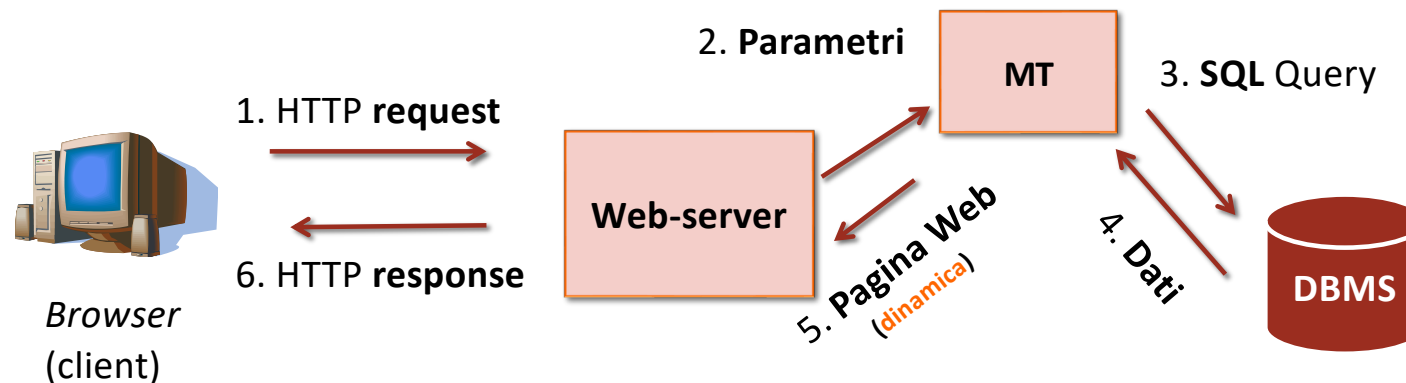 2. Parametri
MT
3. SQL Query
1. HTTP request
Web-server
6. HTTP response
5. Pagina Web
(dinamica)
4. Dati
DBMS
Browser
(client)